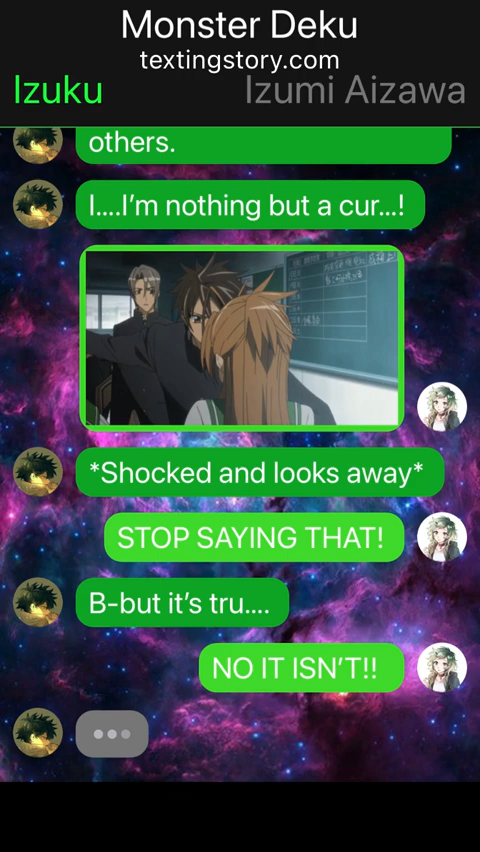 Monster Deku
textingstory.com
Izuku
Izumi Aizawa
others.
I....I'm nothing but a cur...!
*Shocked and looks away*
STOP SAYING THAT!
B-but it's tru....
NO IT ISN'T!!